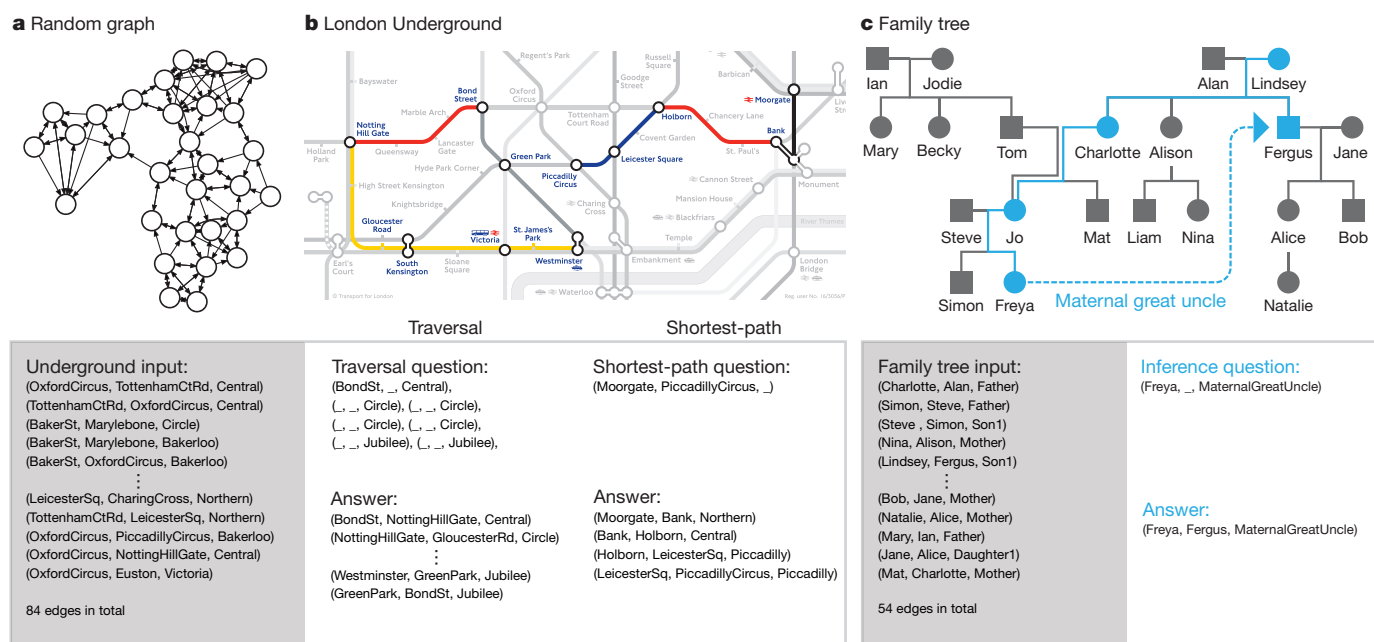 a Random graph
b London Underground
c Family tree
Regent's Park
Russell
Square
Barbican
Bayswater
Goodge
Street
Bond
Street
Oxford
Circus
Moorgate
Marble Arch
Tottenham
Court Road
Holborn
Chancery Lane
Notting
Hill Gate
Bank
Holland
Park
Queensway
Lancaster
Gate
Covent Garden
St. Paul's
Hyde Park Corner
Green Park
Leicester Square
Piccadilly
Circus
Cannon Street
Monument
High Street Kensington
Knightsbridge
Charing
Cross
Mansion House
Gloucester
Road
Victoria
St. James's
Park
Blackfriars
River Thames
Temple
Earl's
Court
South
Kensington
Sloane
Square
Westminster
Embankment
London
Bridge
Waterloo
© Transport for London
Ian
Jodie
Alan
Lindsey
Mary
Becky
Tom
Charlotte
Alison
Fergus
Jane
Steve
Jo
Mat
Liam
Nina
Alice
Bob
Simon
Freya
Maternal great uncle
Natalie
Traversal
Shortest-path
Underground input:
(OxfordCircus, TottenhamCtRd, Central)
(TottenhamCtRd, OxfordCircus, Central)
(BakerSt, Marylebone, Circle)
(BakerSt, Marylebone, Bakerloo)
(BakerSt, OxfordCircus, Bakerloo)
⋮
(LeicesterSq, CharingCross, Northern)
(TottenhamCtRd, LeicesterSq, Northern)
(OxfordCircus, PiccadillyCircus, Bakerloo)
(OxfordCircus, NottingHillGate, Central)
(OxfordCircus, Euston, Victoria)
84 edges in total
Traversal question:
(BondSt, _, Central),
(_, _, Circle), (_, _, Circle),
(_, _, Circle), (_, _, Circle),
(_, _, Jubilee), (_, _, Jubilee),
Answer:
(BondSt, NottingHillGate, Central)
(NottingHillGate, GloucesterRd, Circle)
⋮
(Westminster, GreenPark, Jubilee)
(GreenPark, BondSt, Jubilee)
Shortest-path question:
(Moorgate, PiccadillyCircus, _)
Answer:
(Moorgate, Bank, Northern)
(Bank, Holborn, Central)
(Holborn, LeicesterSq, Piccadilly)
(LeicesterSq, PiccadillyCircus, Piccadilly)
Family tree input:
(Charlotte, Alan, Father)
(Simon, Steve, Father)
(Steve , Simon, Son1)
(Nina, Alison, Mother)
(Lindsey, Fergus, Son1)
⋮
(Bob, Jane, Mother)
(Natalie, Alice, Mother)
(Mary, Ian, Father)
(Jane, Alice, Daughter1)
(Mat, Charlotte, Mother)
54 edges in total
Inference question:
(Freya, _, MaternalGreatUncle)
Answer:
(Freya, Fergus, MaternalGreatUncle)